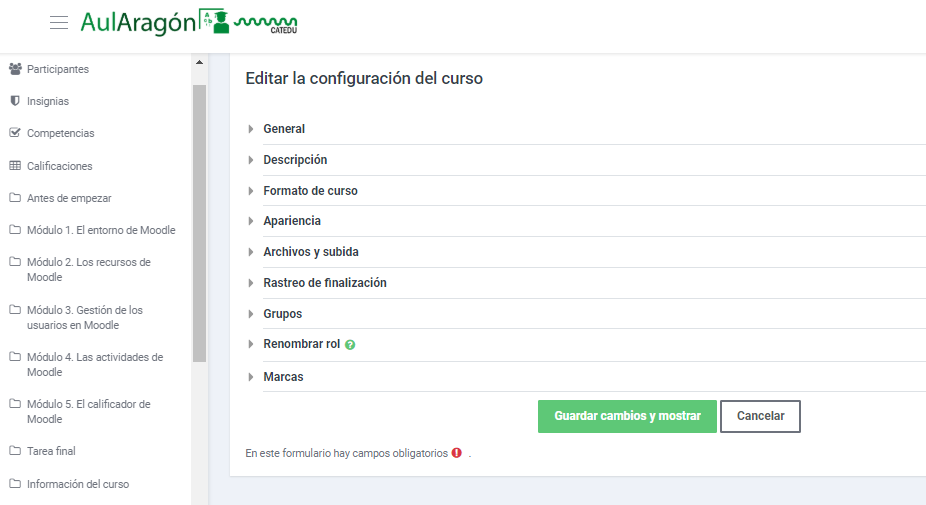 AulAragón
CATEDU
Participantes
Insignias
Competencias
Calificaciones
Antes de empezar
Módulo 1. El entorno de Moodle
Módulo 2. Los recursos de
Moodle
Módulo 3. Gestión de los
usuarios en Moodle
Módulo 4. Las actividades de
Moodle
Módulo 5. El calificador de
Moodle
Tarea final
Información del curso
Editar la configuración del curso
General
Descripción
Formato de curso
Apariencia
Archivos y subida
Rastreo de finalización
Grupos
Renombrar rol
Marcas
Guardar cambios y mostrar
Cancelar
En este formulario hay campos obligatorios .